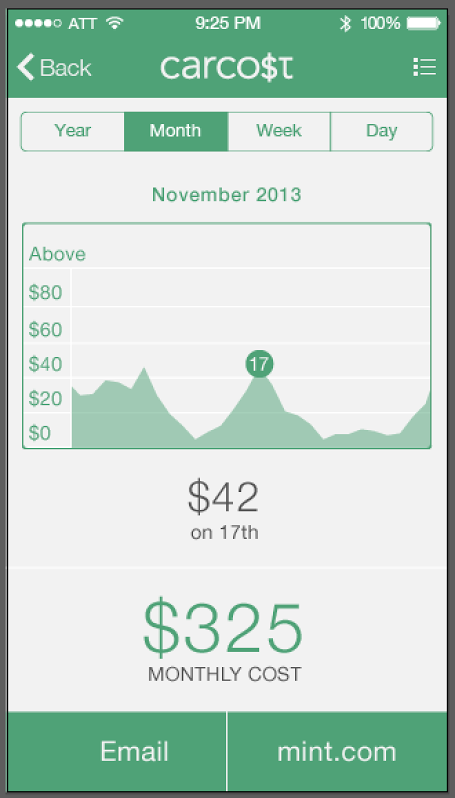 ATT 9:25 PM 100%
Back carco$t
Year Month Week Day
November 2013
Above
$80
$60
$40
$20
$0
17
$42
on 17th
$325
MONTHLY COST
Email mint.com